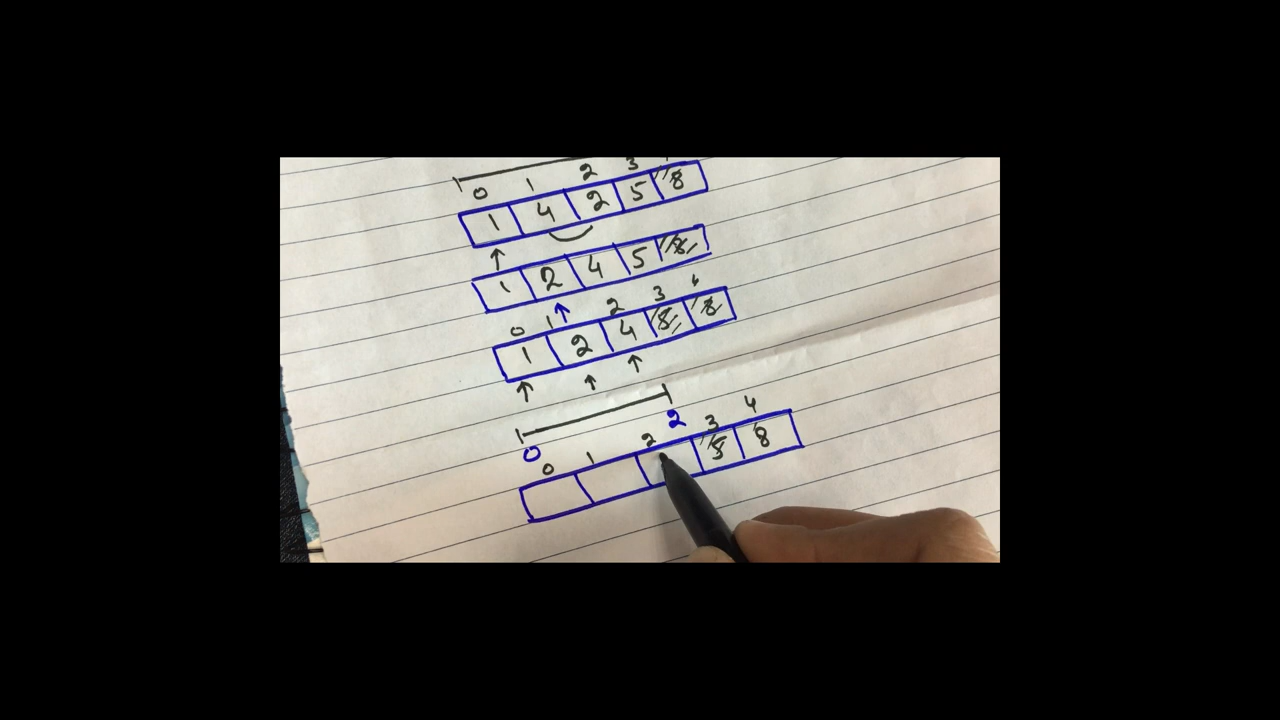 0 1 2 3
1 4 2 5 8
1 2 4 5 8
0 1 2 3
1 2 4 8 8
0 2
0 1 2 3 4
5 8